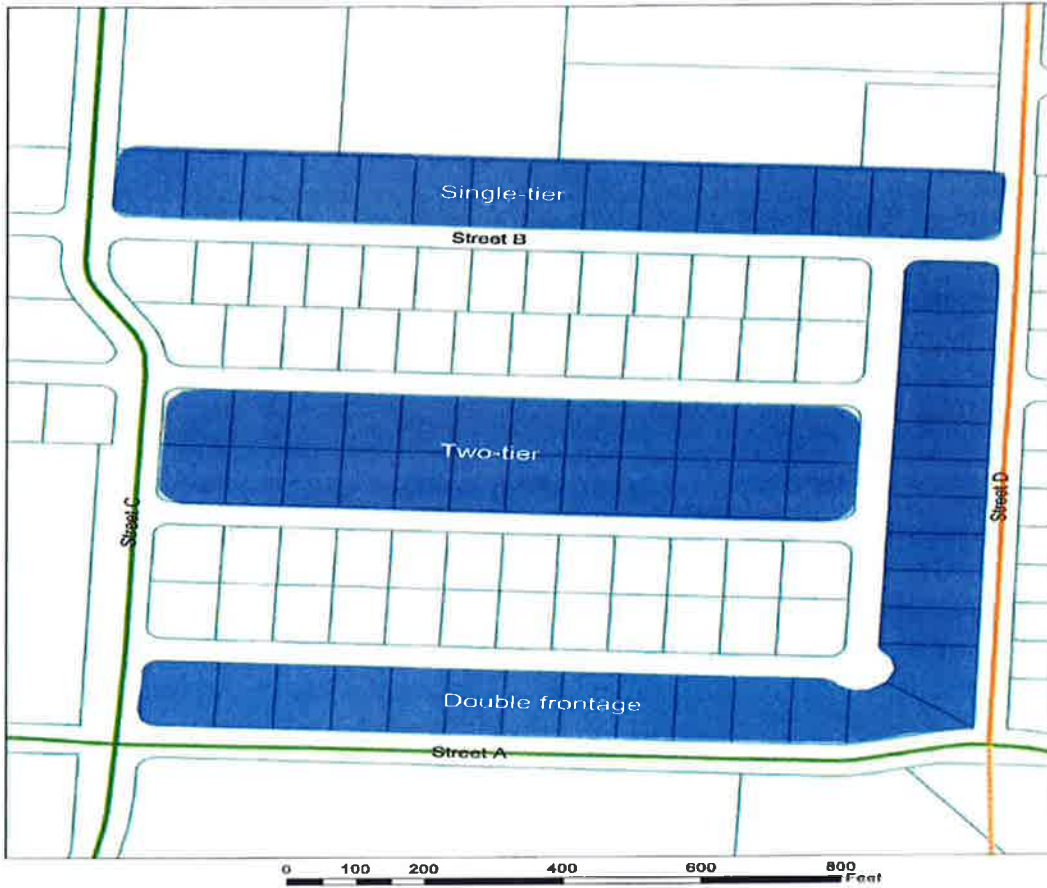 Single-tier
Street B
Two-tier
Street C
Street D
Double frontage
Street A
0 100 200 400 600 800
Feet